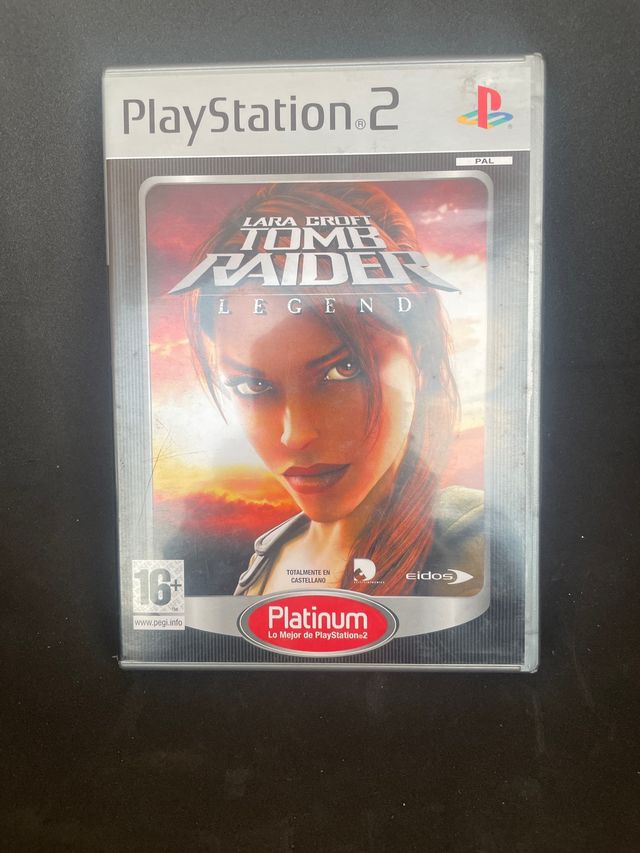 PlayStation®2
PAL
LARA CROFT
TOMB
RAIDER
LEGEND
TOTALMENTE EN
CASTELLANO
eidos
16+
www.pegi.info
Platinum
Lo Mejor de PlayStation®2